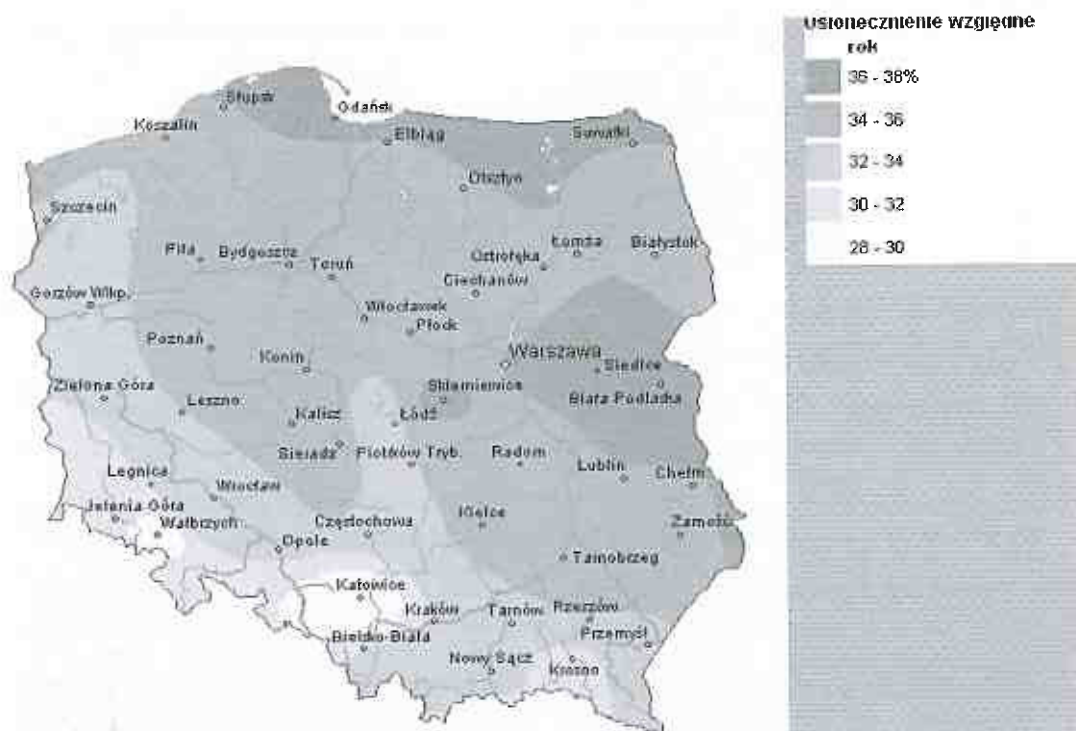 Usłonecznienie względne
rok
36 - 38%
34 - 36
32 - 34
30 - 32
28 - 30
Słupsk
Gdańsk
Koszalin
Elbląg
Suwałki
Olsztyn
Szczecin
Piła
Bydgoszcz
Toruń
Ostrołęka
Łomża
Białystok
Ciechanów
Gorzów Wlkp.
Włocławek
Płock
Poznań
Konin
Warszawa
Siedlce
Zielona Góra
Leszno
Kalisz
Skierniewice
Łódź
Biała Podlaska
Sieradz
Piotrków Tryb.
Radom
Lublin
Chełm
Legnica
Wrocław
Jelenia Góra
Wałbrzych
Częstochowa
Kielce
Zamość
Opole
Tarnobrzeg
Katowice
Kraków
Tarnów
Rzeszów
Bielsko-Biała
Przemyśl
Nowy Sącz
Krosno